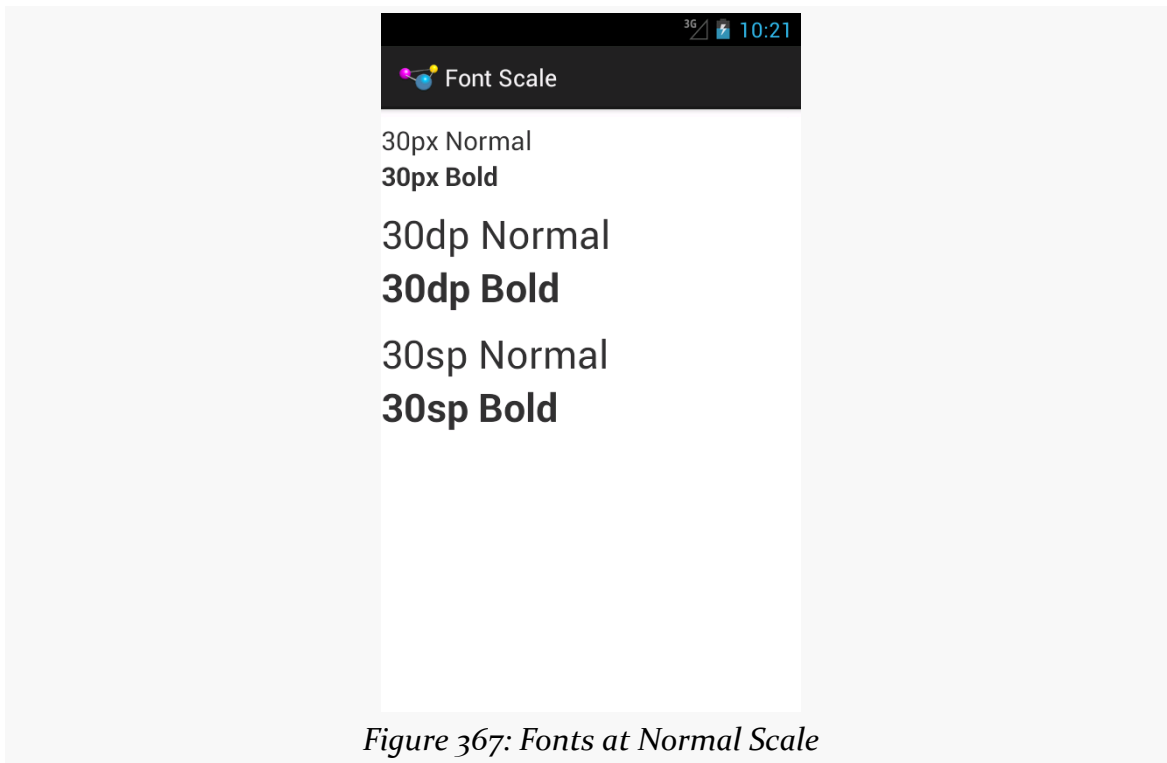 3G 10:21
Font Scale
30px Normal
30px Bold
30dp Normal
30dp Bold
30sp Normal
30sp Bold
Figure 367: Fonts at Normal Scale